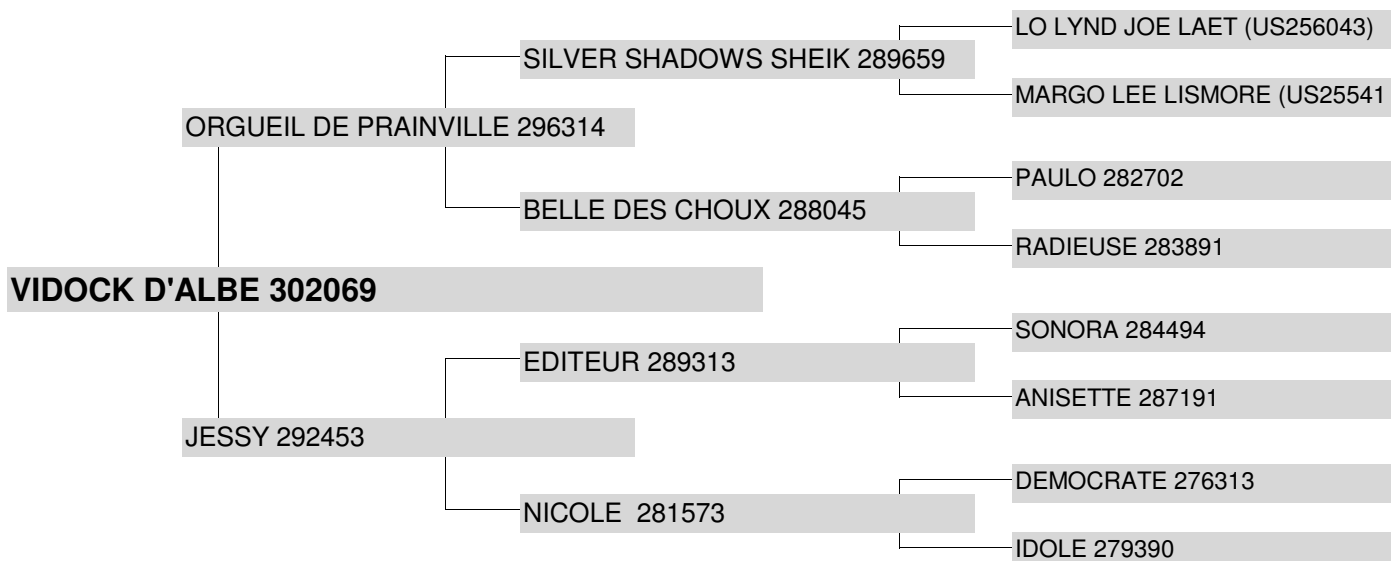 LO LYND JOE LAET (US256043)
SILVER SHADOWS SHEIK 289659
MARGO LEE LISMORE (US25541
ORGUEIL DE PRAINVILLE 296314
PAULO 282702
BELLE DES CHOUX 288045
RADIEUSE 283891
VIDOCK D'ALBE 302069
SONORA 284494
EDITEUR 289313
ANISETTE 287191
JESSY 292453
DEMOCRATE 276313
NICOLE  281573
IDOLE 279390